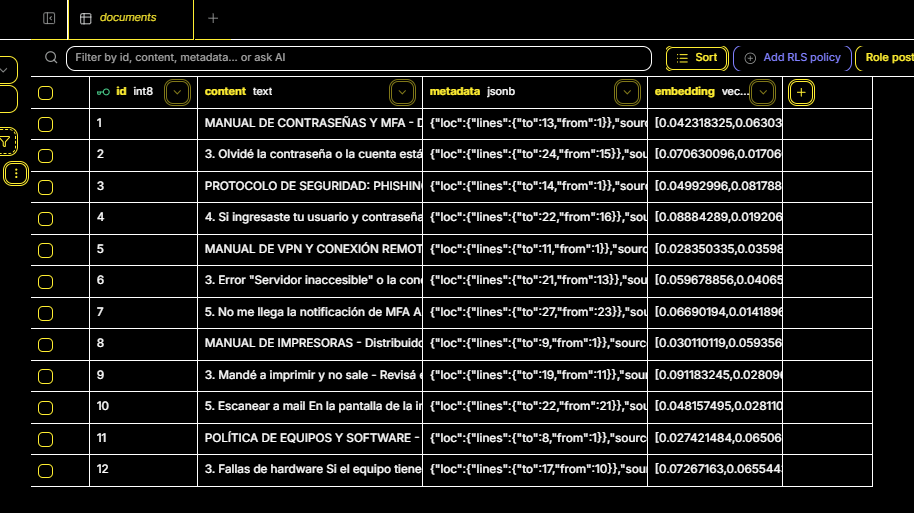 documents
Filter by id, content, metadata... or ask AI
Sort
Add RLS policy
Role post
id int8 content text metadata jsonb embedding vec...
1 MANUAL DE CONTRASEÑAS Y MFA - D {"loc":{"lines":{"to":13,"from":1}},"sourc [0.042318325,0.06303
2 3. Olvidé la contraseña o la cuenta está {"loc":{"lines":{"to":24,"from":15}},"sou [0.070630096,0.01706
3 PROTOCOLO DE SEGURIDAD: PHISHIN {"loc":{"lines":{"to":14,"from":1}},"sourc [0.04992996,0.081788
4 4. Si ingresaste tu usuario y contraseña {"loc":{"lines":{"to":22,"from":16}},"sou [0.08884289,0.019206
5 MANUAL DE VPN Y CONEXIÓN REMOT {"loc":{"lines":{"to":11,"from":1}},"sourc [0.028350335,0.03598
6 3. Error "Servidor inaccesible" o la con {"loc":{"lines":{"to":21,"from":13}},"sou [0.059678856,0.04065
7 5. No me llega la notificación de MFA A {"loc":{"lines":{"to":27,"from":23}},"sou [0.06690194,0.0141896
8 MANUAL DE IMPRESORAS - Distribuido {"loc":{"lines":{"to":9,"from":1}},"source [0.030110119,0.059356
9 3. Mandé a imprimir y no sale - Revisá e {"loc":{"lines":{"to":19,"from":11}},"sou [0.091183245,0.028090
10 5. Escanear a mail En la pantalla de la ir {"loc":{"lines":{"to":22,"from":21}},"sou [0.048157495,0.028110
11 POLÍTICA DE EQUIPOS Y SOFTWARE - {"loc":{"lines":{"to":8,"from":1}},"sourc [0.027421484,0.06506
12 3. Fallas de hardware Si el equipo tiene {"loc":{"lines":{"to":17,"from":10}},"sou [0.07267163,0.065544